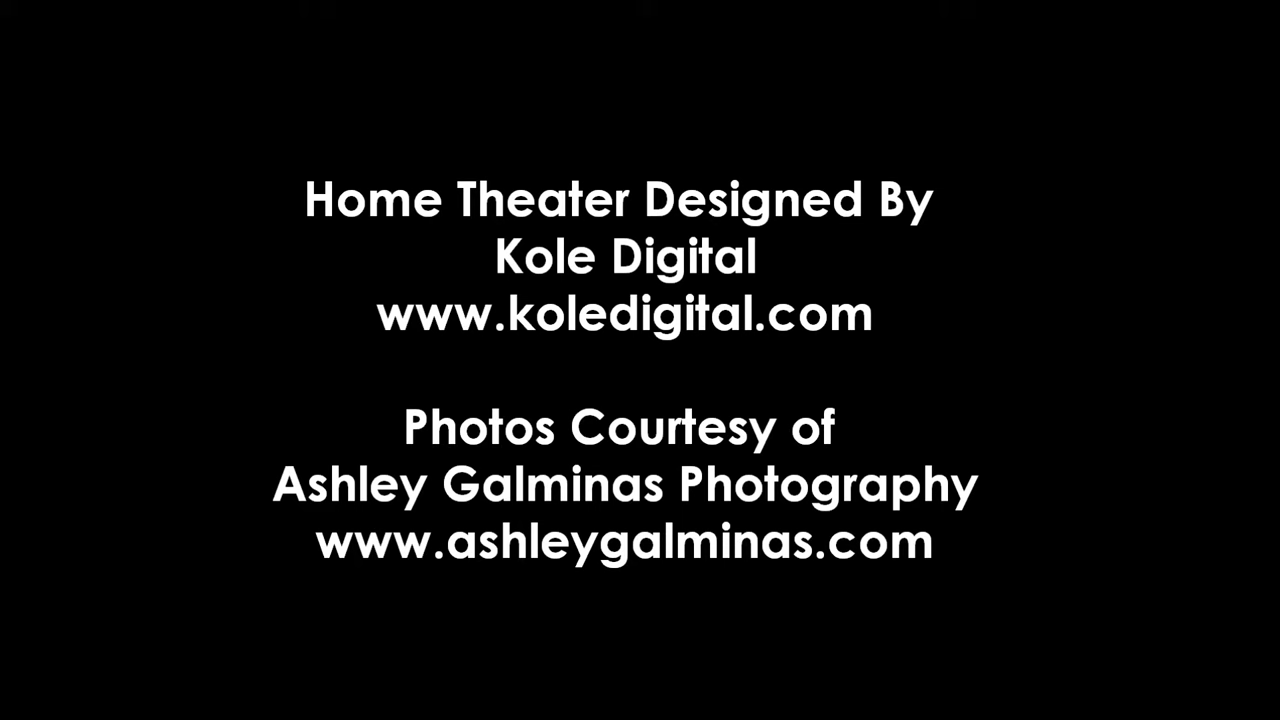 Home Theater Designed By
Kole Digital
www.koledigital.com
Photos Courtesy of
Ashley Galminas Photography
www.ashleygalminas.com